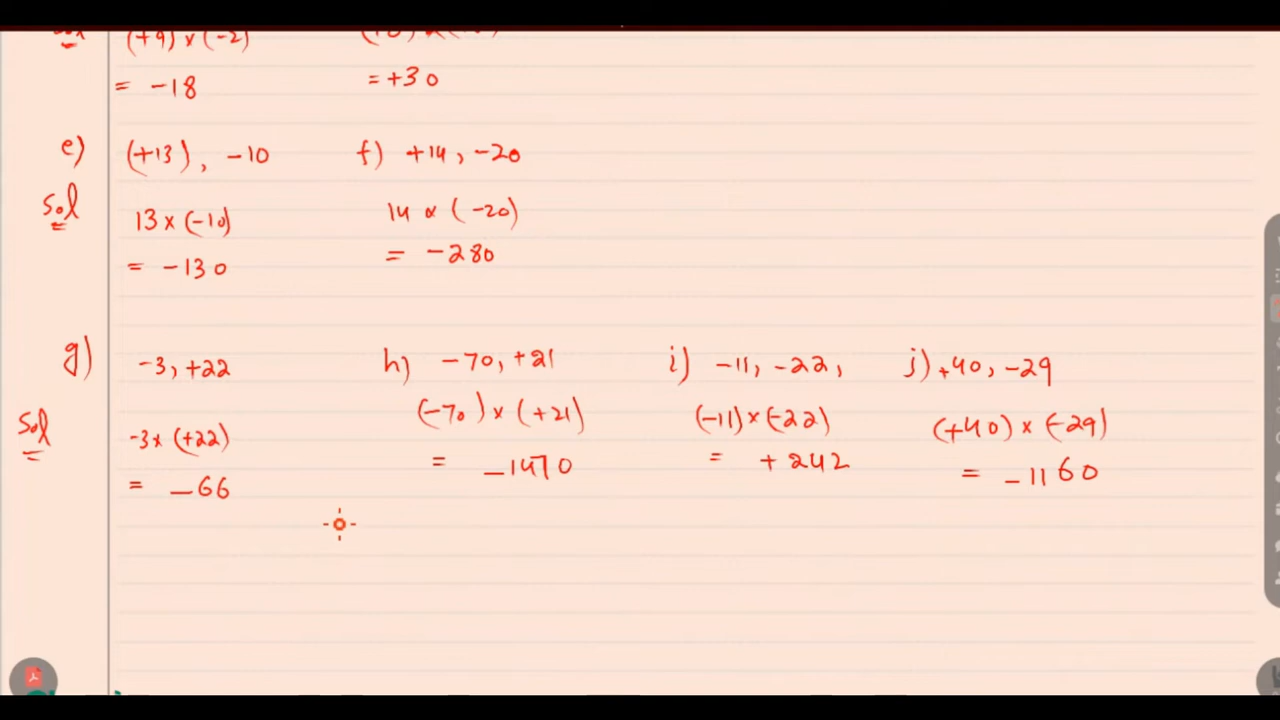 (+9) × (-2)
= -18
= +30
e) (+13), -10
f) +14, -20
Sol 13 × (-10)
14 × (-20)
= -130
= -280
g) -3, +22
h) -70, +21
i) -11, -22,
j) +40, -29
Sol -3 × (+22)
(-70) × (+21)
(-11) × (-22)
(+40) × (-29)
= -66
= -1470
= +242
= -1160